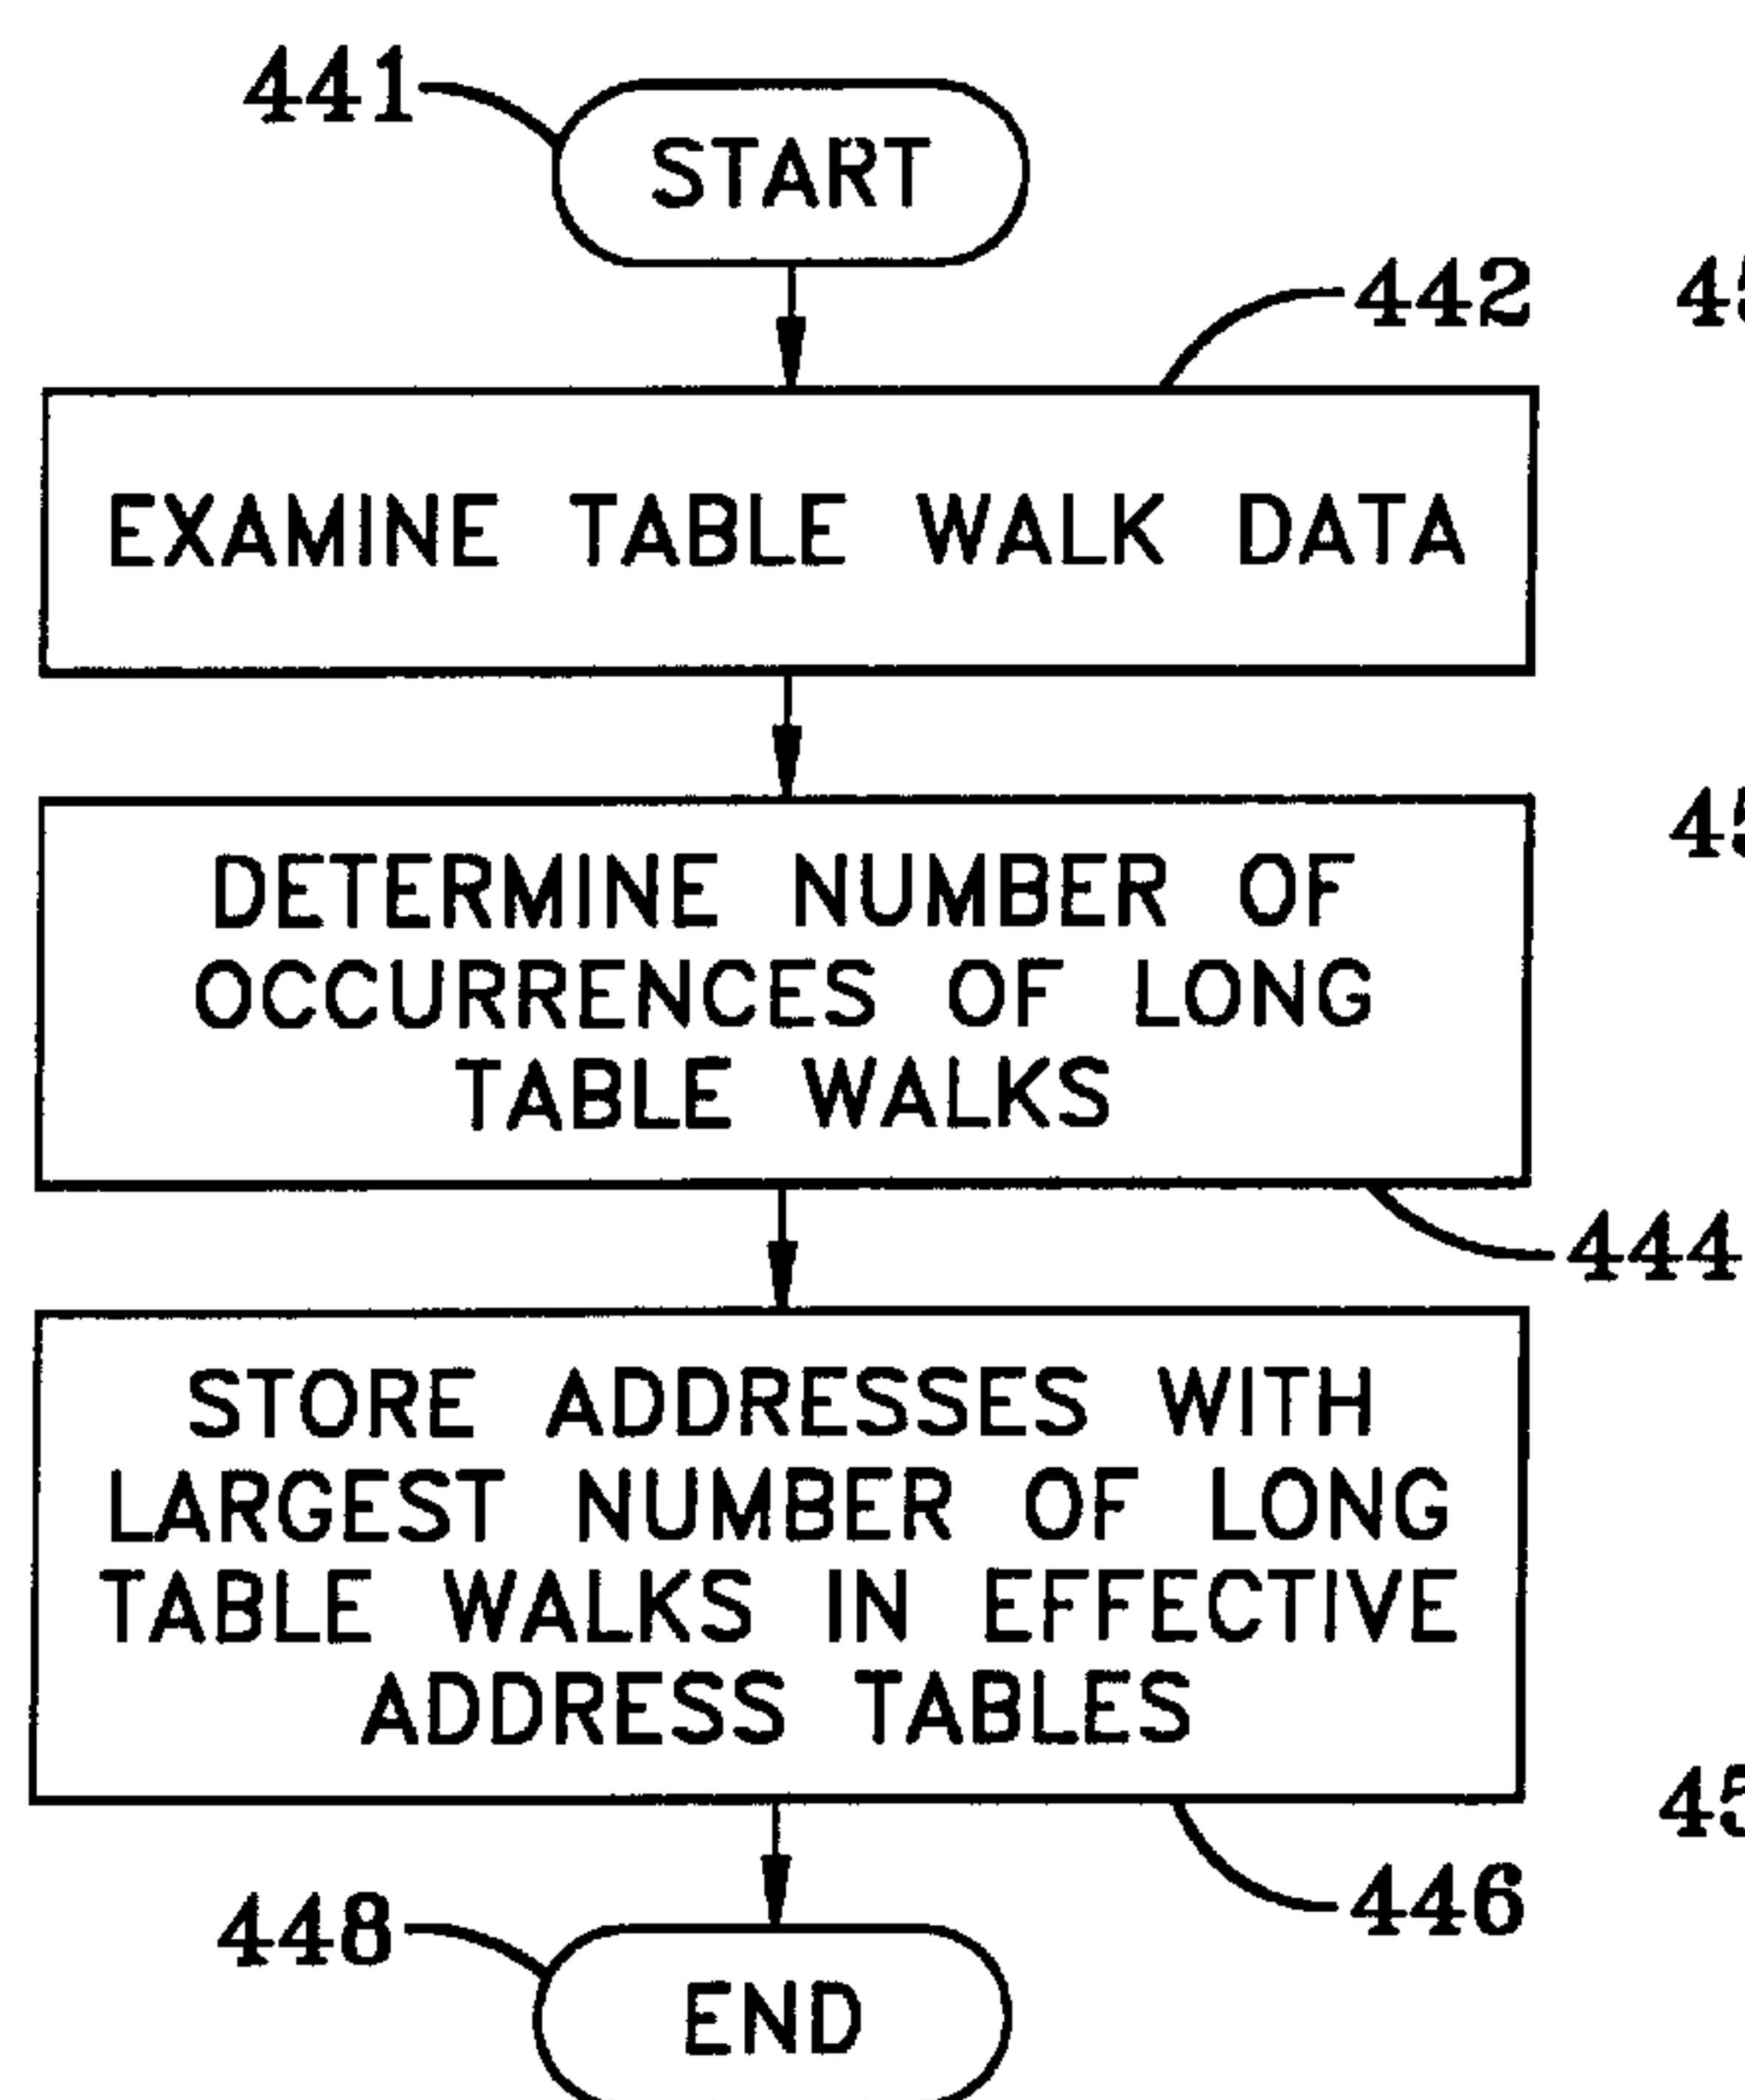 441
START
442
EXAMINE TABLE WALK DATA
DETERMINE NUMBER OF
OCCURRENCES OF LONG
TABLE WALKS
444
STORE ADDRESSES WITH
LARGEST NUMBER OF LONG
TABLE WALKS IN EFFECTIVE
ADDRESS TABLES
446
448
END